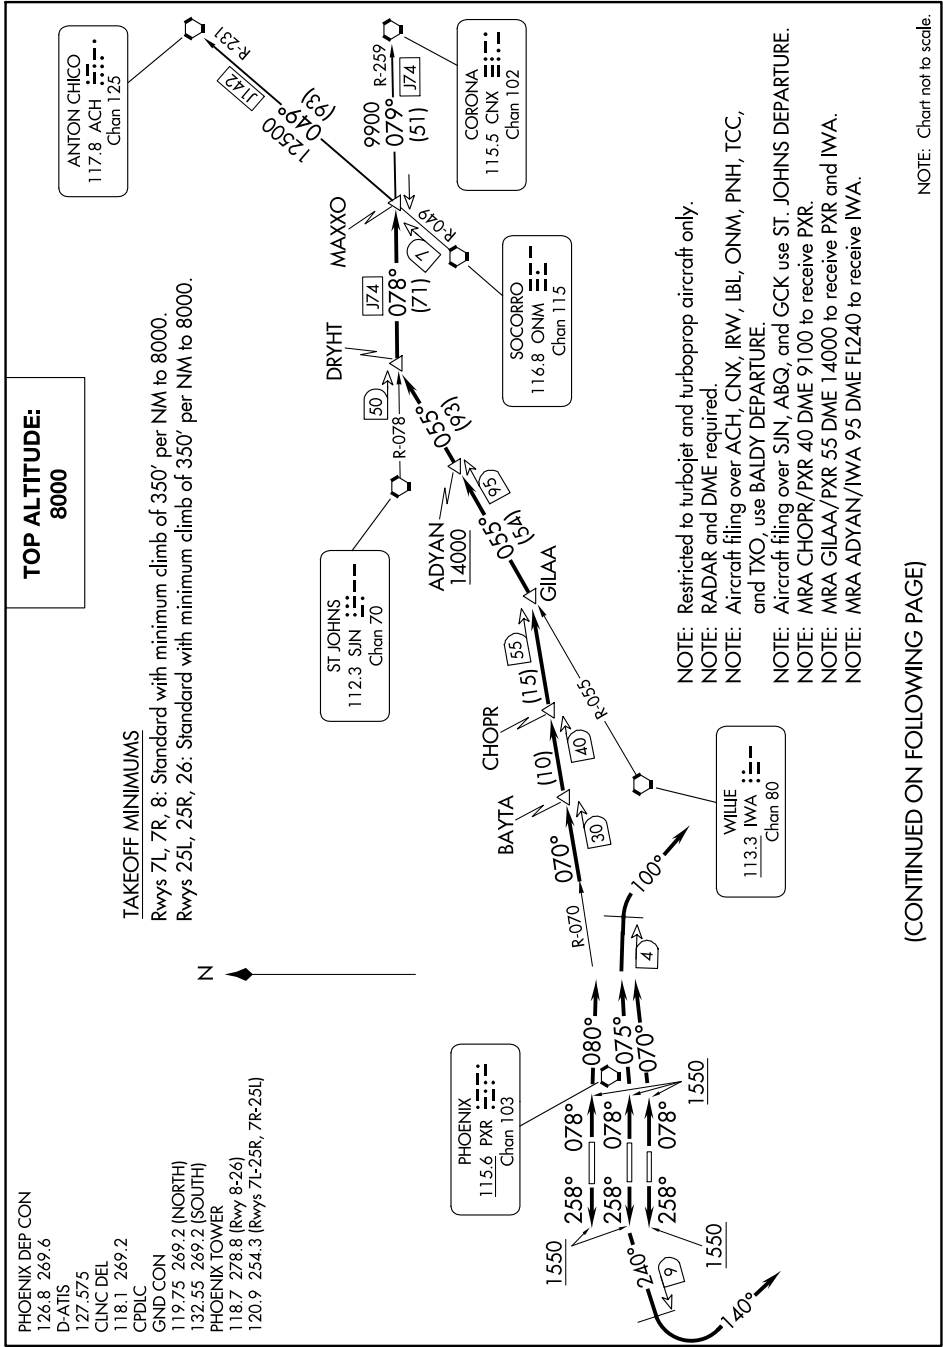 TOP ALTITUDE:
8000
PHOENIX DEP CON
126.8 269.6
D-ATIS
127.575
CLNC DEL
118.1 269.2
CPDLC
GND CON
119.75 269.2 (NORTH)
132.55 269.2 (SOUTH)
PHOENIX TOWER
118.7 278.8 (Rwy 8-26)
120.9 254.3 (Rwys 7L-25R, 7R-25L)
TAKEOFF MINIMUMS
Rwys 7L, 7R, 8: Standard with minimum climb of 350' per NM to 8000.
Rwys 25L, 25R, 26: Standard with minimum climb of 350' per NM to 8000.
N
ANTON CHICO
117.8 ACH
Chan 125
R-231
J142
12500
049°
(93)
CORONA
115.5 CNX
Chan 102
R-259
J74
9900
079°
(51)
MAXXO
R-049
7
SOCORRO
116.8 ONM
Chan 115
J74
078°
(71)
DRYHT
50
R-078
ST JOHNS
112.3 SJN
Chan 70
055°
(93)
ADYAN
14000
95
055°
(54)
GILAA
55
(15)
R-055
CHOPR
40
(10)
BAYTA
30
070°
R-070
WILLIE
113.3 IWA
Chan 80
100°
4
PHOENIX
115.6 PXR
Chan 103
080°
075°
070°
1550
078°
078°
078°
258°
258°
258°
1550
1550
240°
9
140°
NOTE: Restricted to turbojet and turboprop aircraft only.
NOTE: RADAR and DME required.
NOTE: Aircraft filing over ACH, CNX, IRW, LBL, ONM, PNH, TCC,
and TXO, use BALDY DEPARTURE.
NOTE: Aircraft filing over SJN, ABQ, and GCK use ST. JOHNS DEPARTURE.
NOTE: MRA CHOPR/PXR 40 DME 9100 to receive PXR.
NOTE: MRA GILAA/PXR 55 DME 14000 to receive PXR and IWA.
NOTE: MRA ADYAN/IWA 95 DME FL240 to receive IWA.
NOTE: Chart not to scale.
(CONTINUED ON FOLLOWING PAGE)